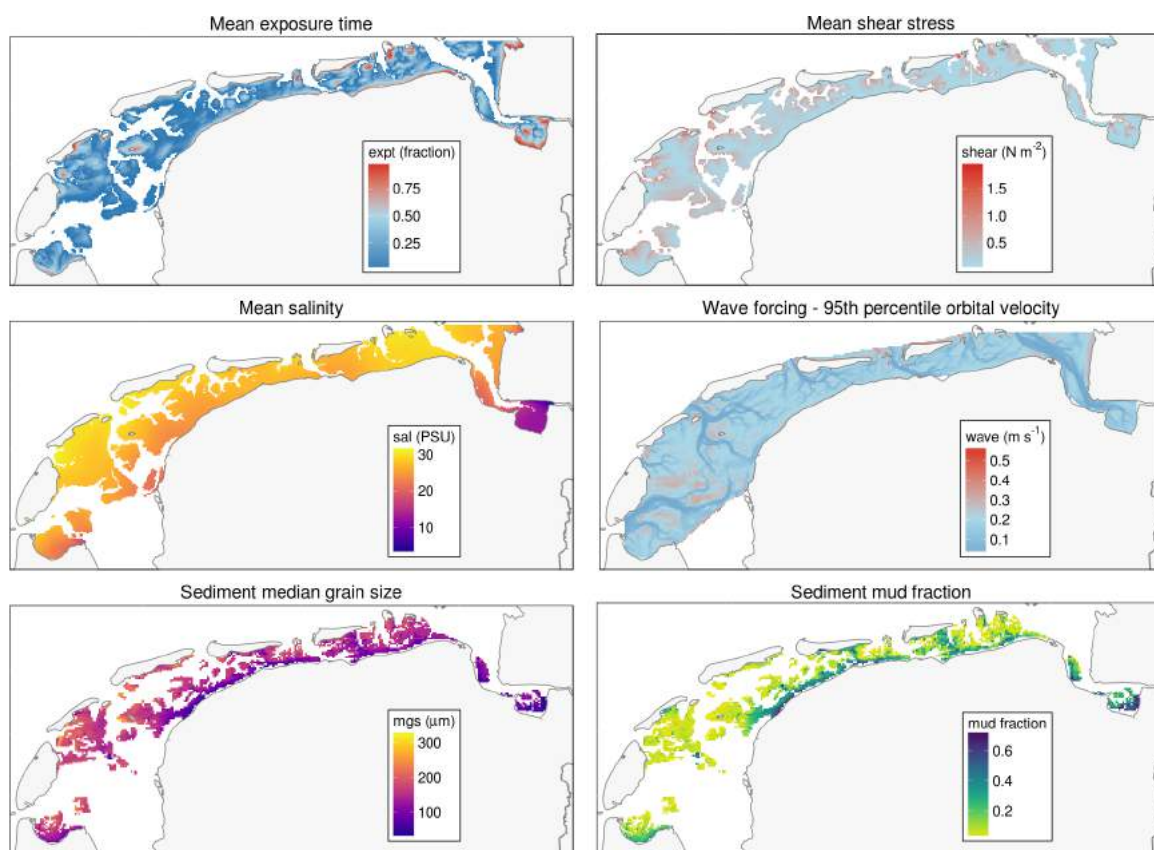 Mean exposure time
expt (fraction)
0.75
0.50
0.25
Mean shear stress
shear (N m⁻²)
1.5
1.0
0.5
Mean salinity
sal (PSU)
30
20
10
Wave forcing - 95th percentile orbital velocity
wave (m s⁻¹)
0.5
0.4
0.3
0.2
0.1
Sediment median grain size
mgs (µm)
300
200
100
Sediment mud fraction
mud fraction
0.6
0.4
0.2